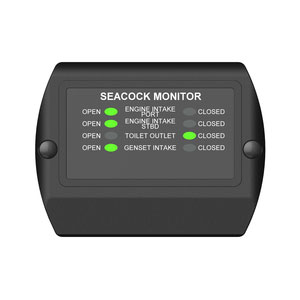 SEACOCK MONITOR
OPEN ENGINE INTAKE PORT CLOSED
OPEN ENGINE INTAKE STBD CLOSED
OPEN TOILET OUTLET CLOSED
OPEN GENSET INTAKE CLOSED